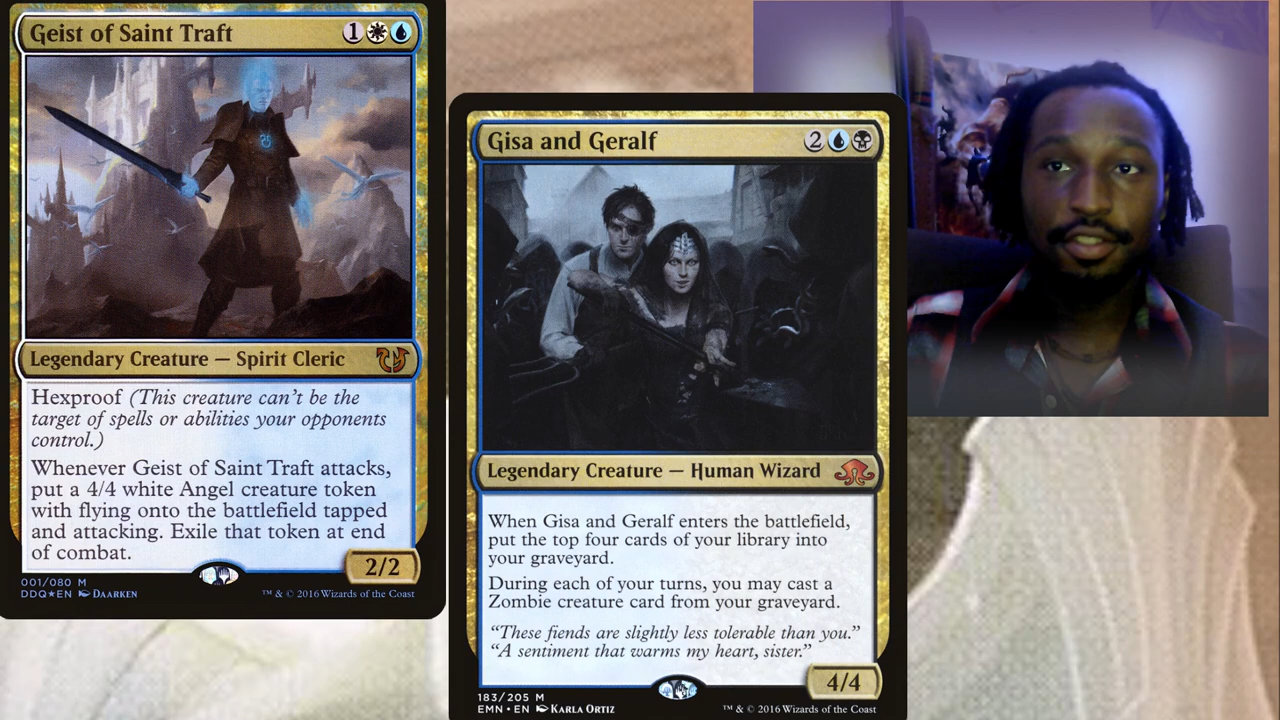 Geist of Saint Traft 1
Legendary Creature — Spirit Cleric
Hexproof (This creature can't be the
target of spells or abilities your opponents
control.)
Whenever Geist of Saint Traft attacks,
put a 4/4 white Angel creature token
with flying onto the battlefield tapped
and attacking. Exile that token at end
of combat.
2/2
001/080 M
DDQ★EN DAARKEN
™ & © 2016 Wizards of the Coast
Gisa and Geralf 2
Legendary Creature — Human Wizard
When Gisa and Geralf enters the battlefield,
put the top four cards of your library into
your graveyard.
During each of your turns, you may cast a
Zombie creature card from your graveyard.
“These fiends are slightly less tolerable than you.”
“A sentiment that warms my heart, sister.”
4/4
183/205 M
EMN • EN KARLA ORTIZ
™ & © 2016 Wizards of the Coast